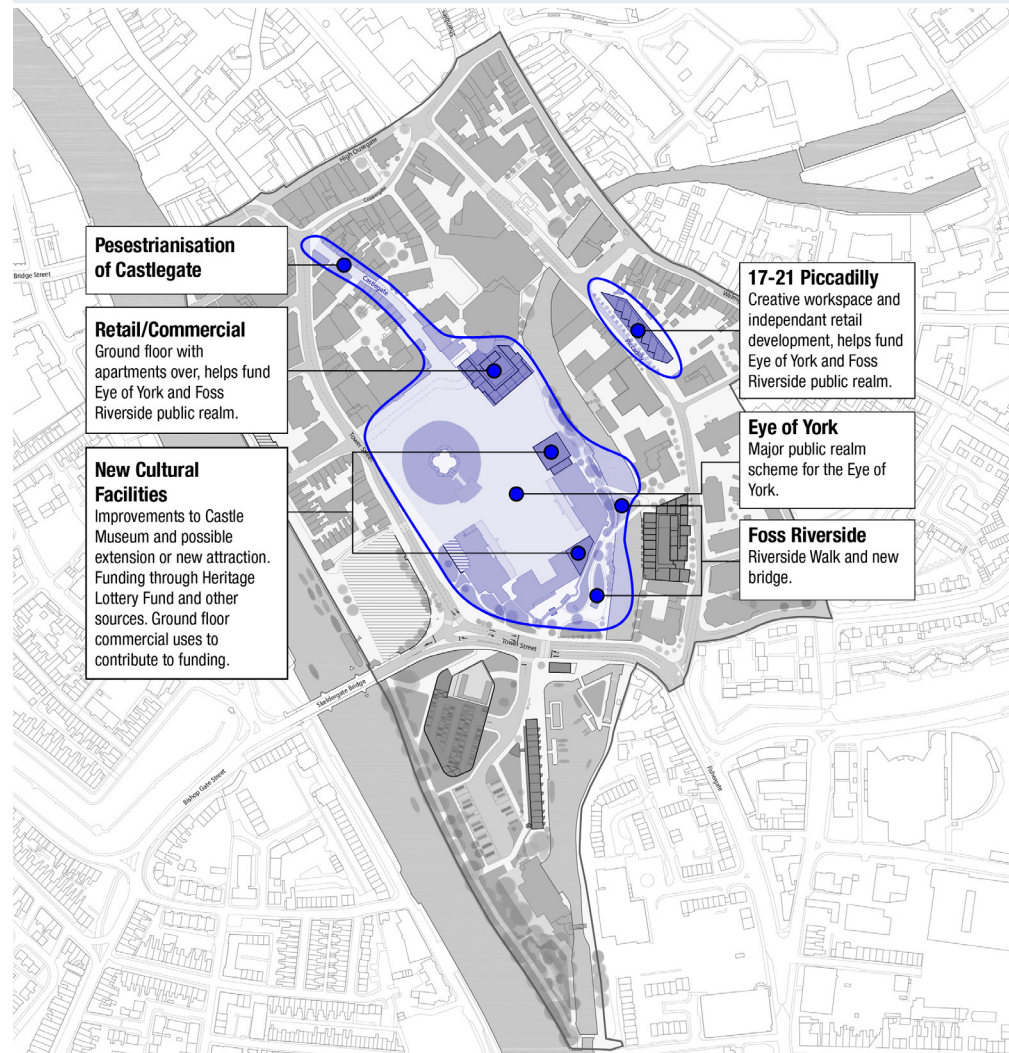 High Ousegate
Coppergate
Bridge Street
Pesestrianisation
of Castlegate
Castlegate
Retail/Commercial
Ground floor with
apartments over, helps fund
Eye of York and Foss
Riverside public realm.
New Cultural
Facilities
Improvements to Castle
Museum and possible
extension or new attraction.
Funding through Heritage
Lottery Fund and other
sources. Ground floor
commercial uses to
contribute to funding.
17-21 Piccadilly
Creative workspace and
independant retail
development, helps fund
Eye of York and Foss
Riverside public realm.
Piccadilly
Eye of York
Major public realm
scheme for the Eye of
York.
Foss Riverside
Riverside Walk and new
bridge.
Tower Street
Tower Street
Skeldergate Bridge
Bishop Gate Street
Fishergate